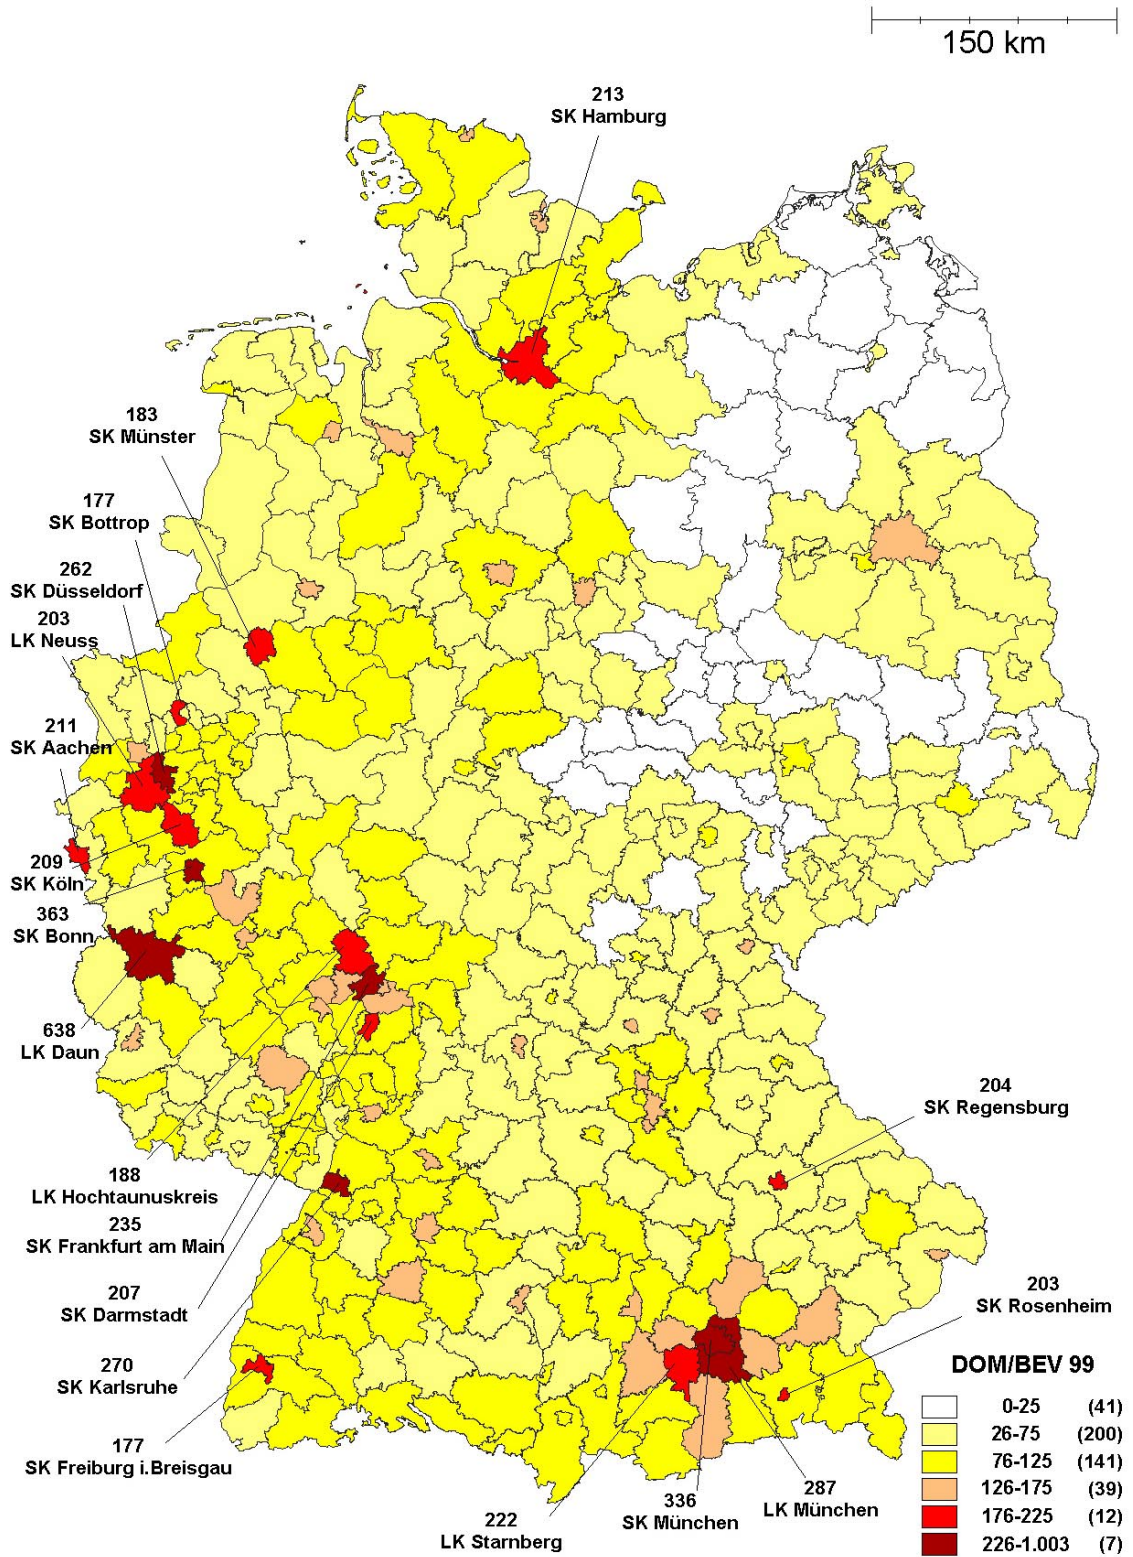 150 km
213
SK Hamburg
183
SK Münster
177
SK Bottrop
262
SK Düsseldorf
203
LK Neuss
211
SK Aachen
209
SK Köln
363
SK Bonn
638
LK Daun
204
SK Regensburg
188
LK Hochtaunuskreis
235
SK Frankfurt am Main
207
SK Darmstadt
203
SK Rosenheim
270
SK Karlsruhe
177
SK Freiburg i.Breisgau
222
LK Starnberg
336
SK München
287
LK München
DOM/BEV 99
0-25 (41)
26-75 (200)
76-125 (141)
126-175 (39)
176-225 (12)
226-1.003 (7)